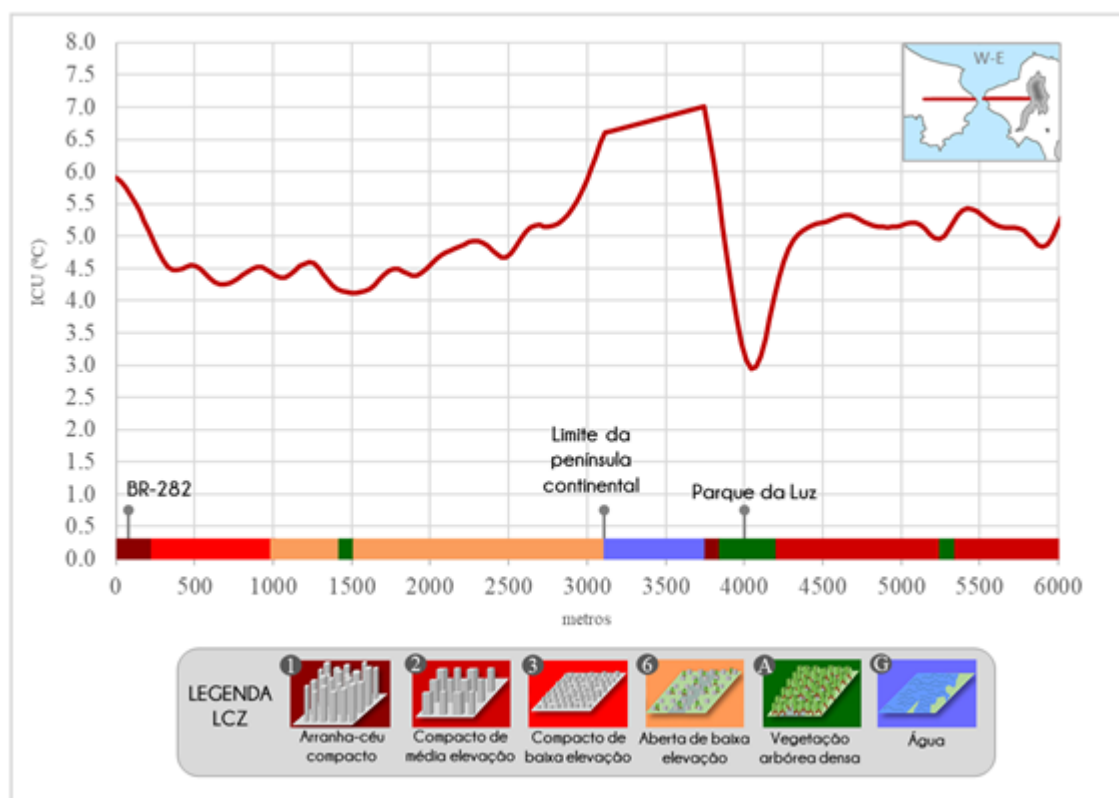 8.0
7.5
7.0
6.5
6.0
5.5
5.0
4.5
4.0
3.5
3.0
2.5
2.0
1.5
1.0
0.5
0.0
ICU (ºC)
W-E
BR-282
Limite da
península
continental
Parque da Luz
0 500 1000 1500 2000 2500 3000 3500 4000 4500 5000 5500 6000
metros
LEGENDA
LCZ
1 2 3 6 A G
Arranha-céu
compacto
Compacto de
média elevação
Compacto de
baixa elevação
Aberta de baixa
elevação
Vegetação
arbórea densa
Água